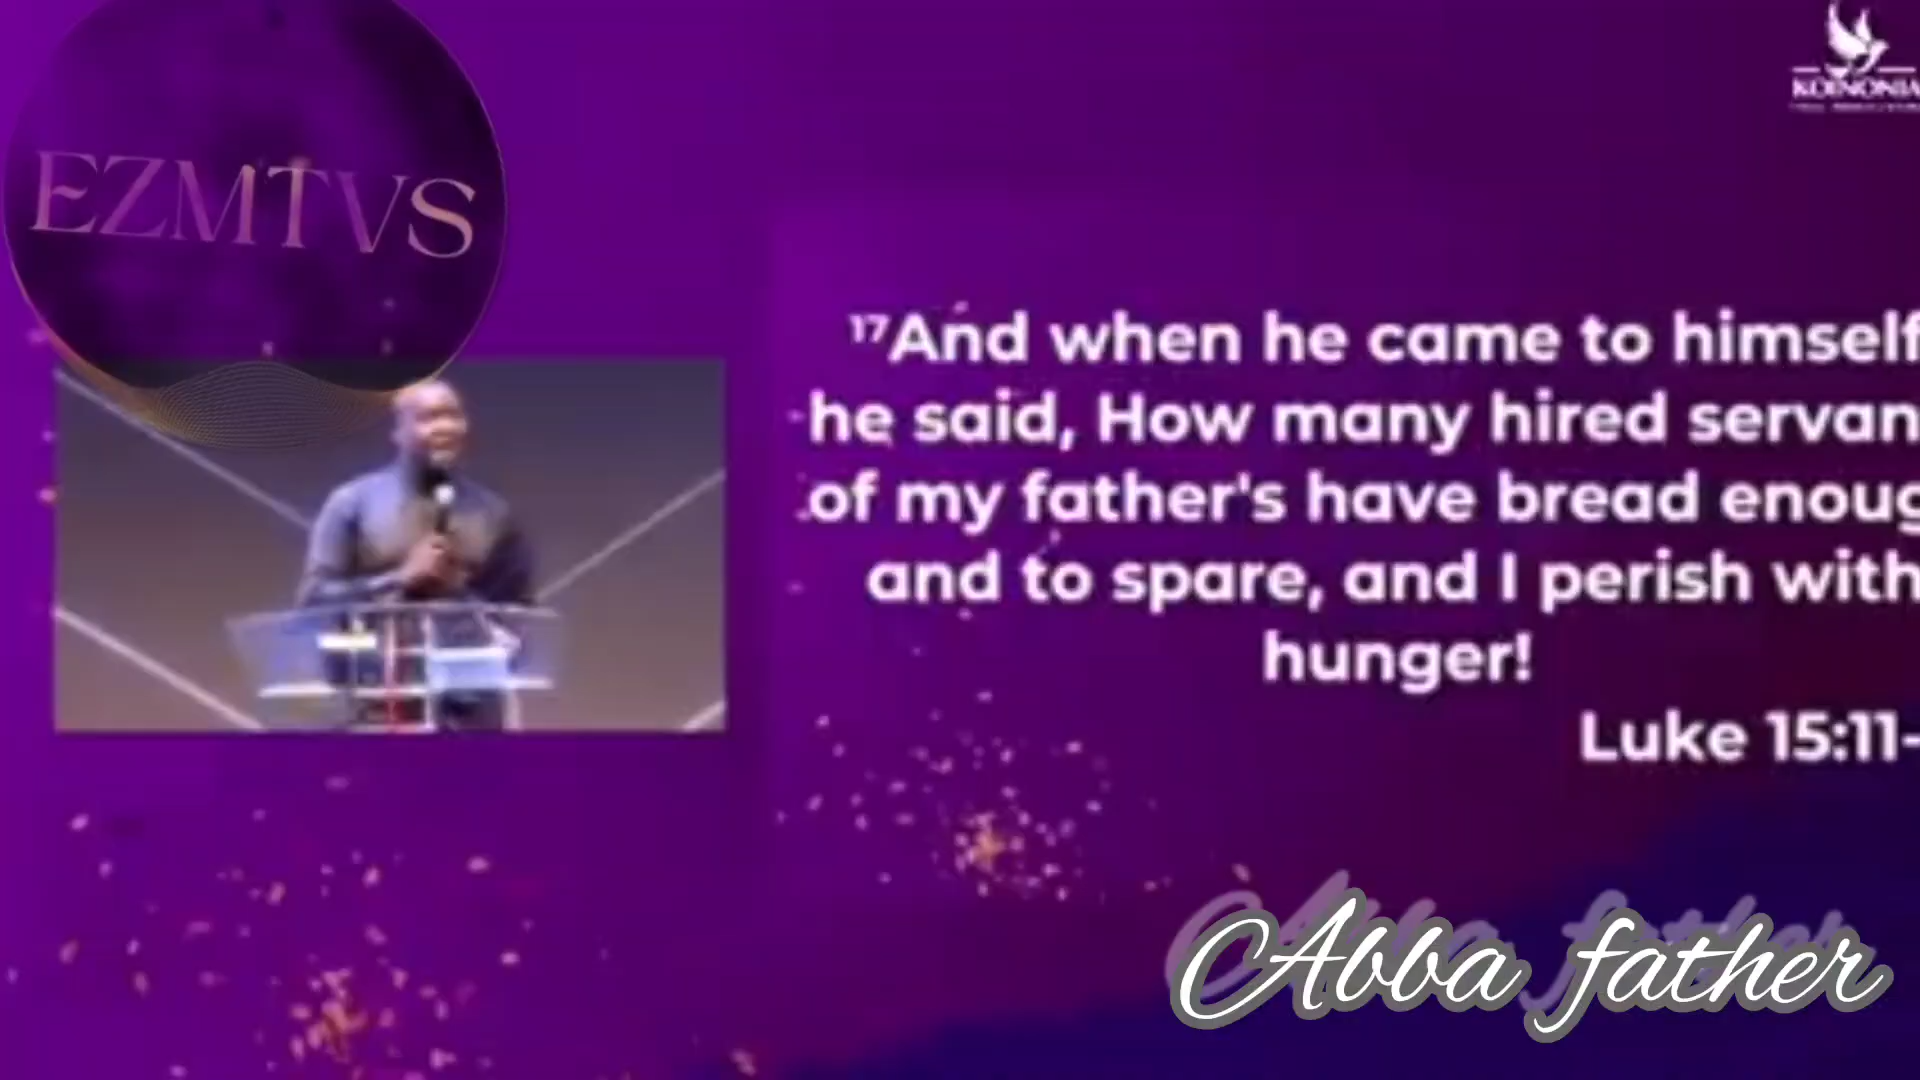 EZMTVS
KOINONIA
17And when he came to himself
he said, How many hired servan
of my father's have bread enoug
and to spare, and I perish with
hunger!
Luke 15:11-
Abba father